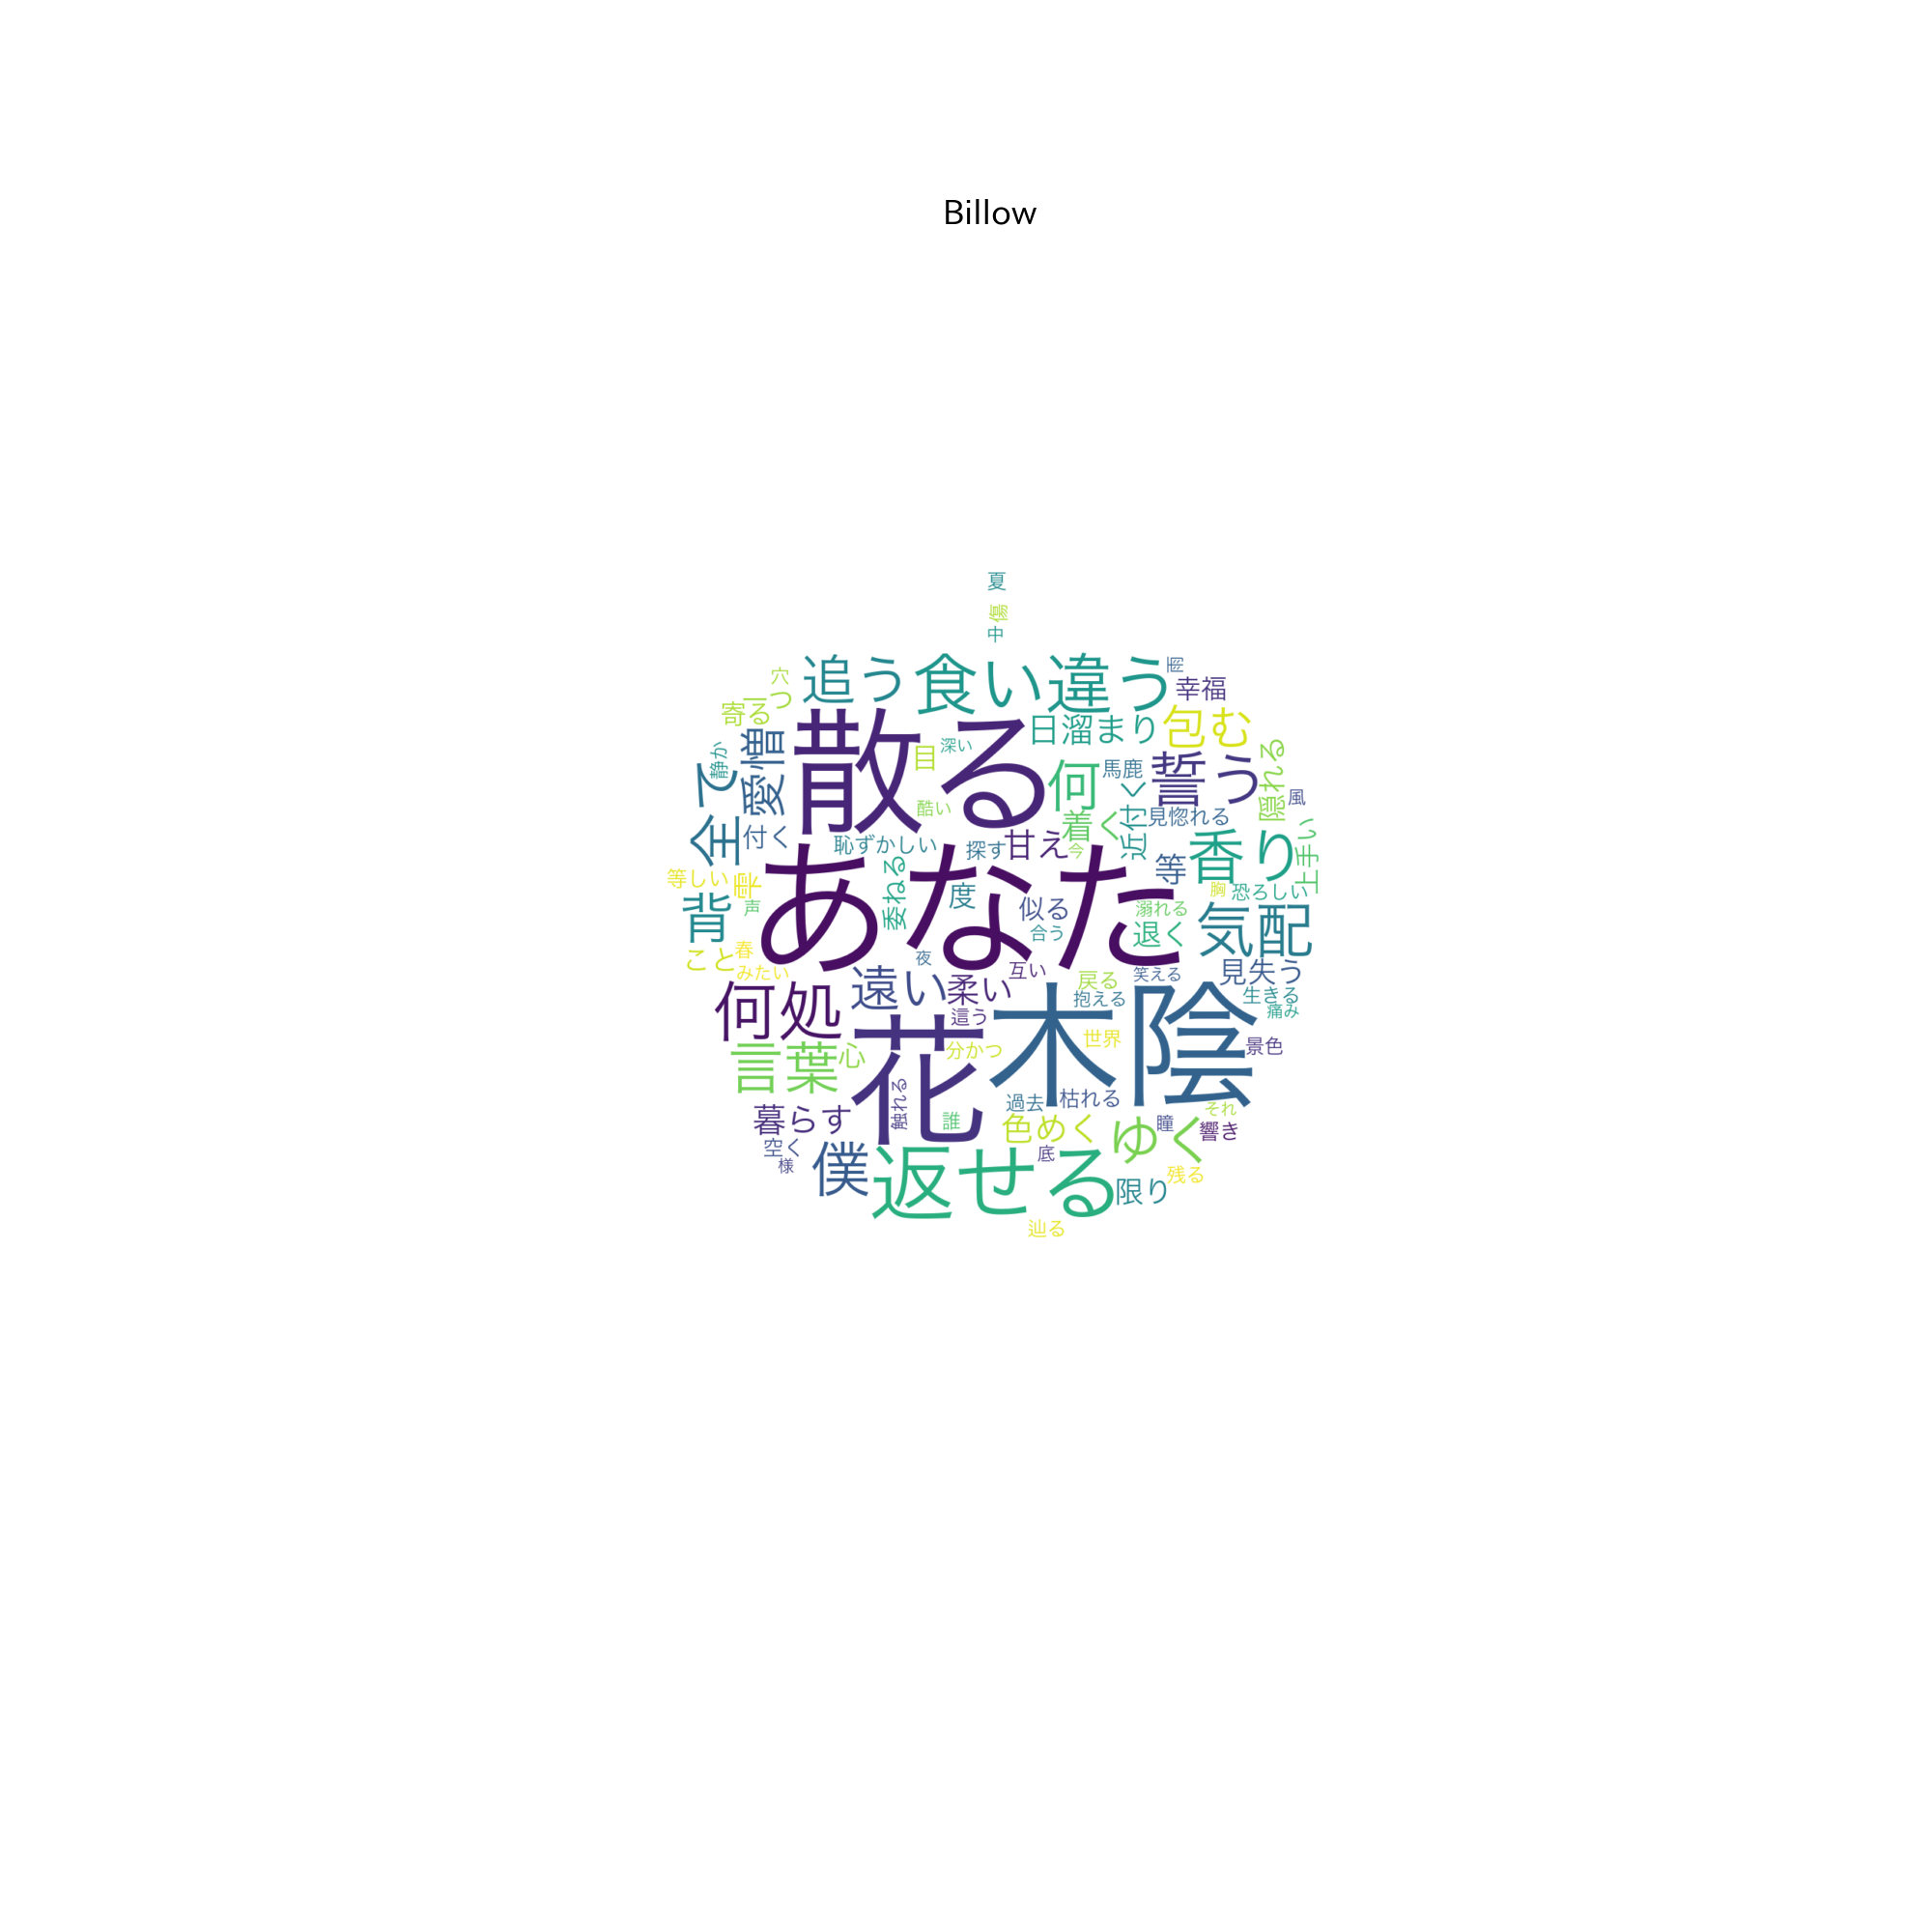 Billow
夏
傷
中
追う
食い違う
幸福
穴
一つ
寄る
散る
日溜まり
包む
目
深い
愛憎
静か
全て
何
馬鹿
誓う
隠れる
風
酷い
着く
近付く
見惚れる
付く
恥ずかしい
探す
甘え
今
等
香り
上手い
等しい
背
声
あなた
委ねる
度
似る
合う
溺れる
退く
胸
恐ろしい
気配
こと
春
みたい
夜
互い
戻る
笑える
見失う
生きる
痛み
何処
遠い
柔い
抱える
這う
花
木陰
世界
景色
言葉
心
分かつ
触れる
誰
過去
枯れる
それ
暮らす
色めく
ゆく
瞳
響き
空く
様
僕
返せる
底
限り
残る
辿る